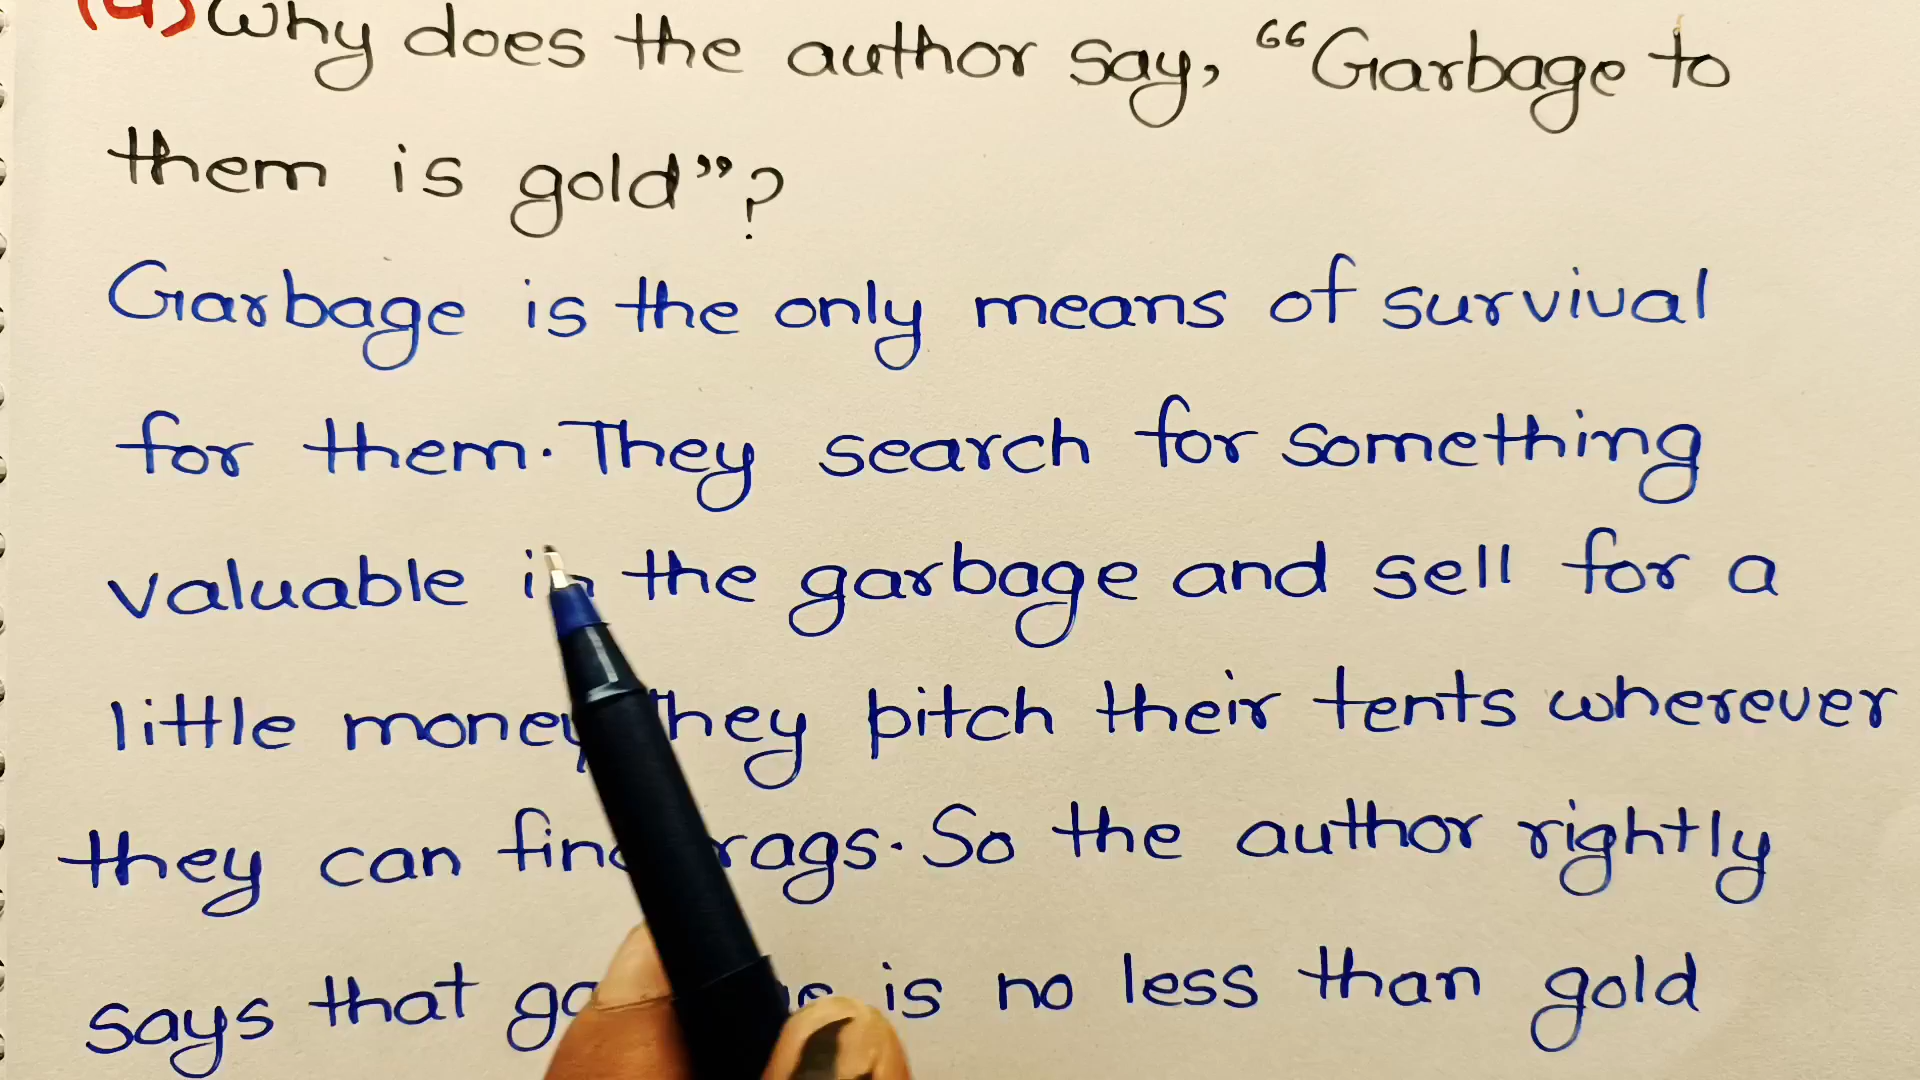 (a) Why does the author say, “Garbage to
them is gold”?
Garbage is the only means of survival
for them. They search for something
valuable in the garbage and sell for a
little money they pitch their tents wherever
they can find rags. So the author rightly
says that is no less than gold